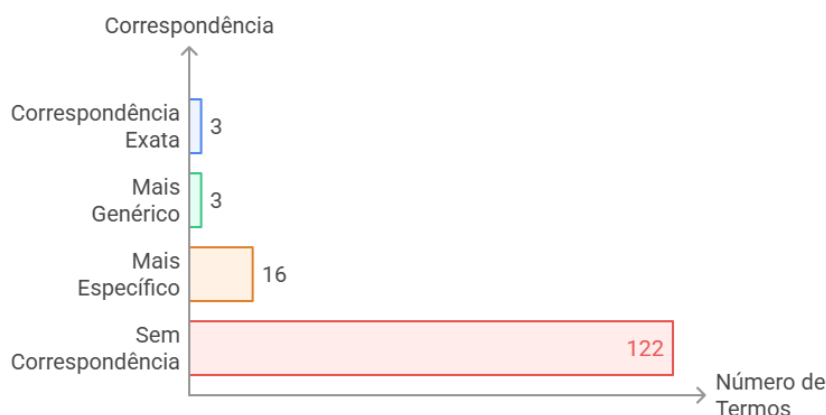 Correspondência
Correspondência
Exata
3
Mais
Genérico
3
Mais
Específico
16
Sem
Correspondência
122
Número de
Termos